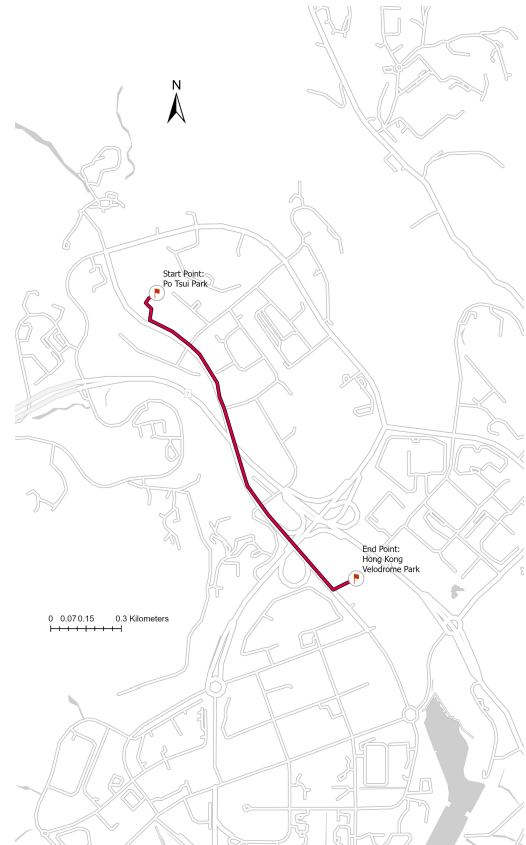 N
Start Point:
Po Tsui Park
End Point:
Hong Kong
Velodrome Park
0 0.07 0.15 0.3 Kilometers